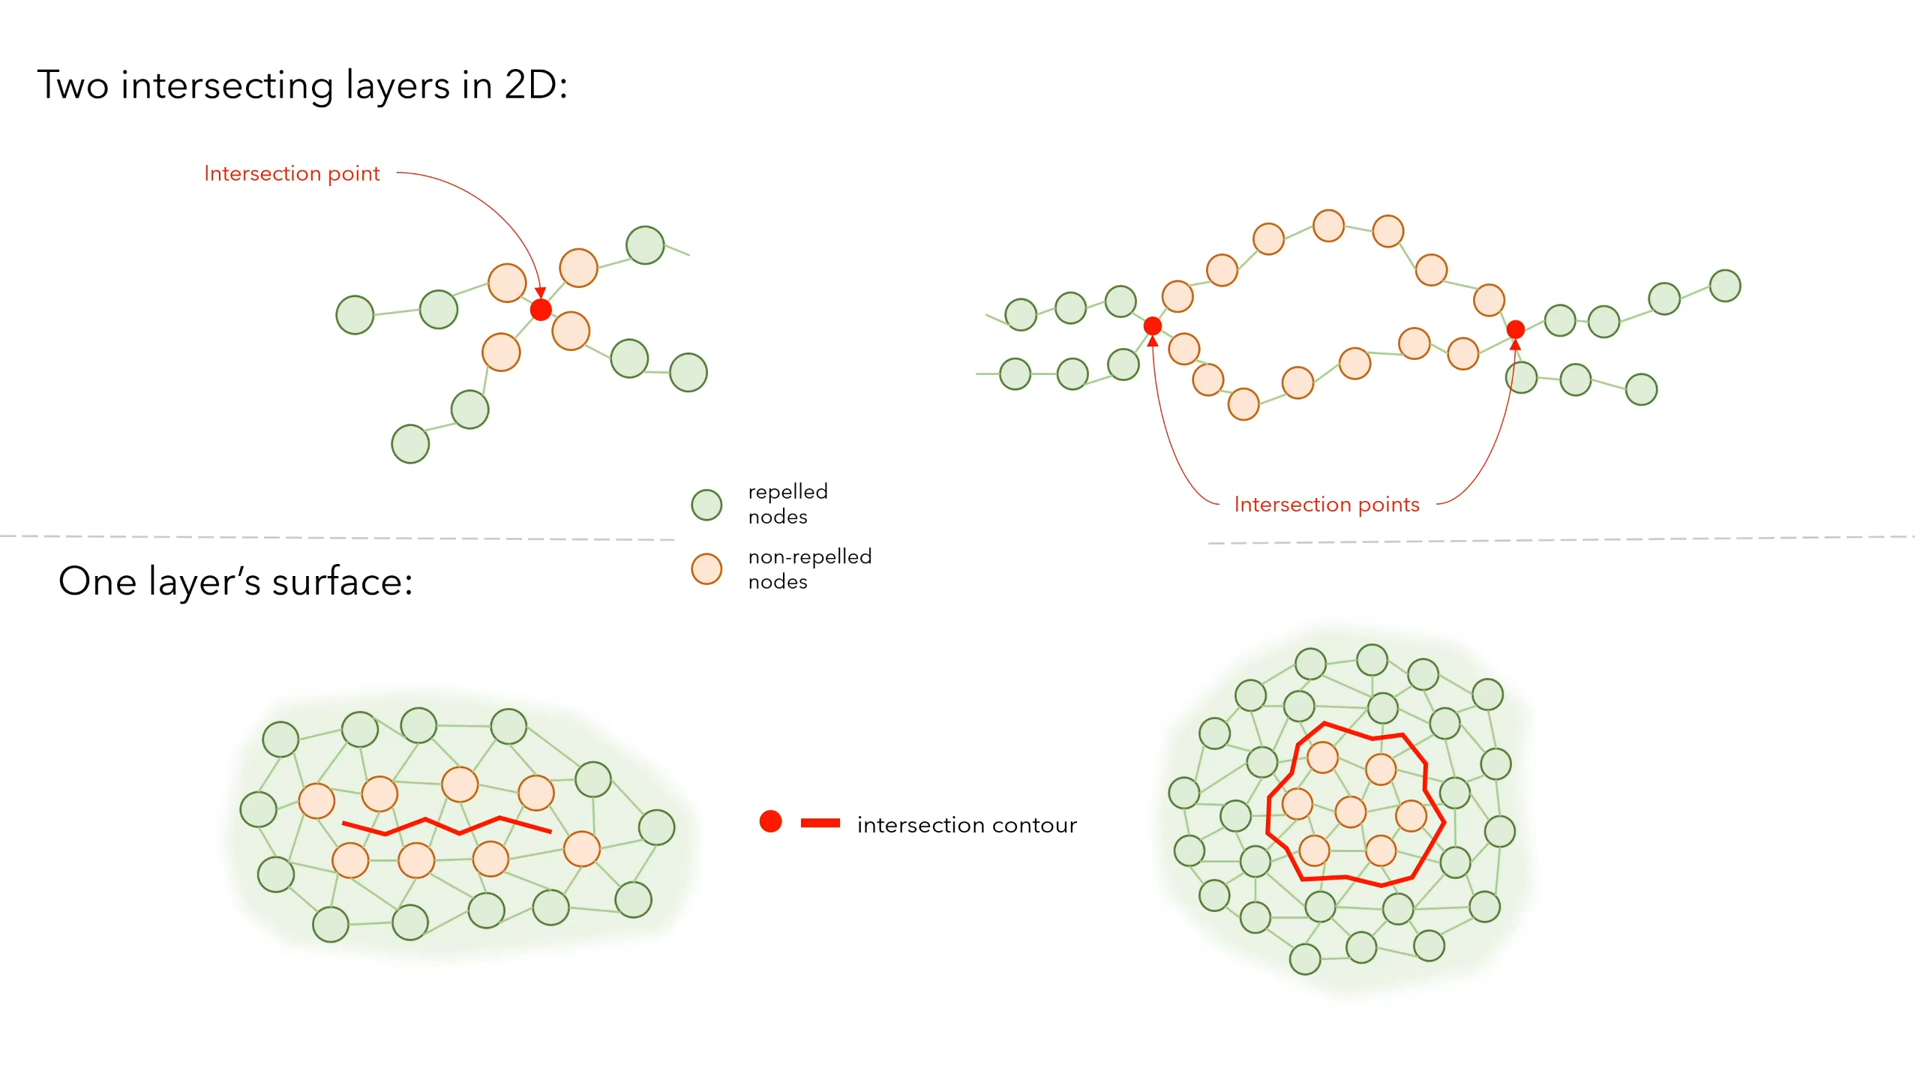 Two intersecting layers in 2D:
Intersection point
repelled
nodes
Intersection points
non-repelled
nodes
One layer’s surface:
intersection contour